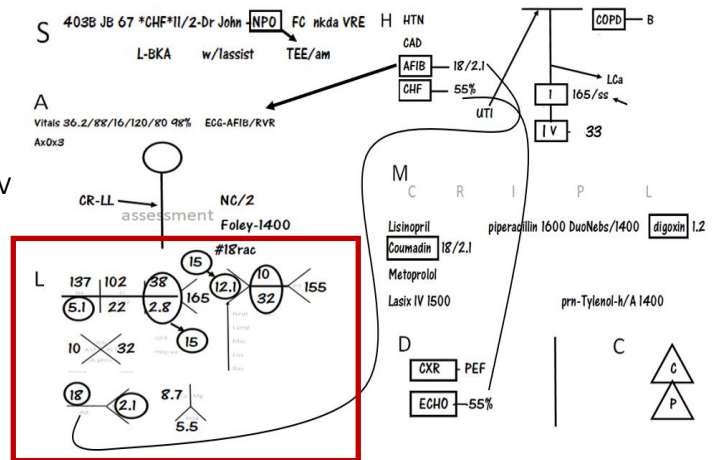 S 403B JB 67 *CHF*11/2-Dr John -NPO FC nkda VRE
L-BKA w/1assist TEE/am
H HTN
CAD
AFIB 18/2.1
CHF 55%
UTI
COPD B
LCa
1 165/ss
IV 33
A
Vitals 36.2/88/16/120/80 98% ECG-AFIB/RVR
AxOx3
V
CR-LL
assessment
NC/2
Foley-1400
#18rac
M
C R I P L
Lisinopril piperacillin 1600 DuoNebs/1400 digoxin 1.2
Coumadin 18/2.1
Metoprolol
Lasix IV 1500 prn-Tylenol-h/A 1400
L
137 102 38 165
5.1 22 2.8
15
15
12.1 10 155
32
10 32
18 2.1
8.7 Mg
5.5
D
CXR - PEF
ECHO -55%
C
C
P